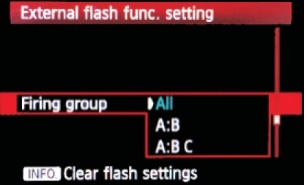 External flash func. setting
Firing group All
A:B
A:B C
INFO. Clear flash settings